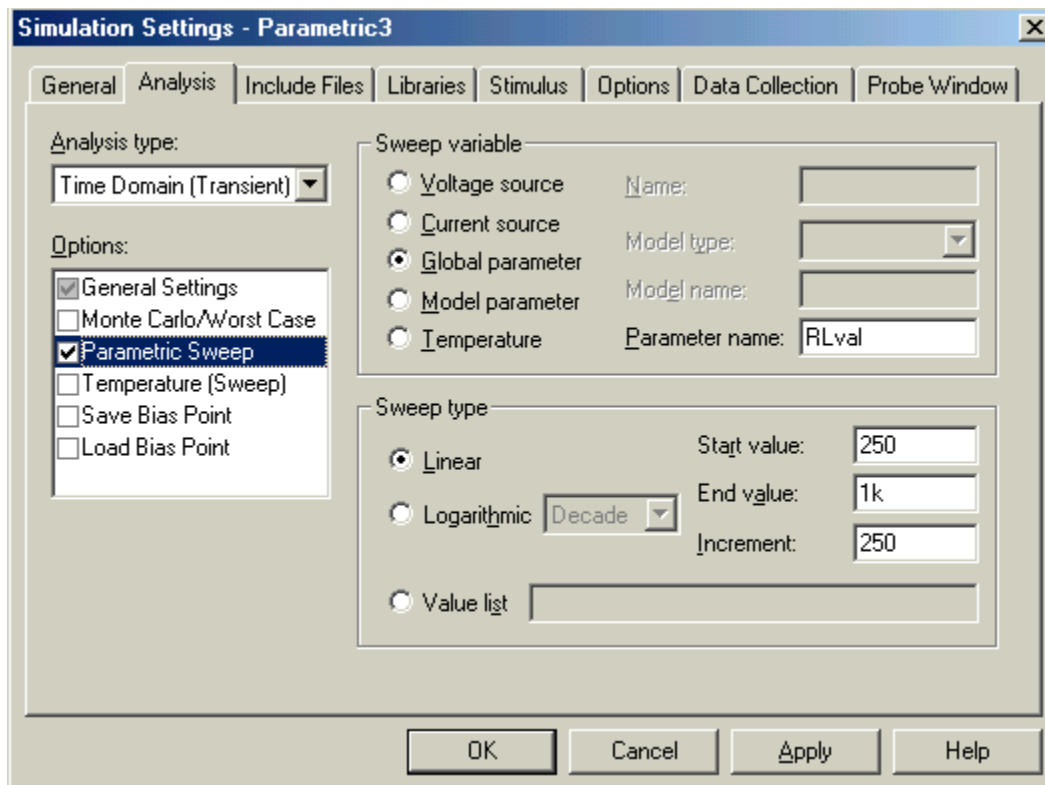 Simulation Settings - Parametric3
General Analysis Include Files Libraries Stimulus Options Data Collection Probe Window
Analysis type:
Time Domain (Transient)
Options:
General Settings
Monte Carlo/Worst Case
Parametric Sweep
Temperature (Sweep)
Save Bias Point
Load Bias Point
Sweep variable
Voltage source
Current source
Global parameter
Model parameter
Temperature
Name:
Model type:
Model name:
Parameter name: RLval
Sweep type
Linear
Logarithmic Decade
Value list
Start value: 250
End value: 1k
Increment: 250
OK Cancel Apply Help